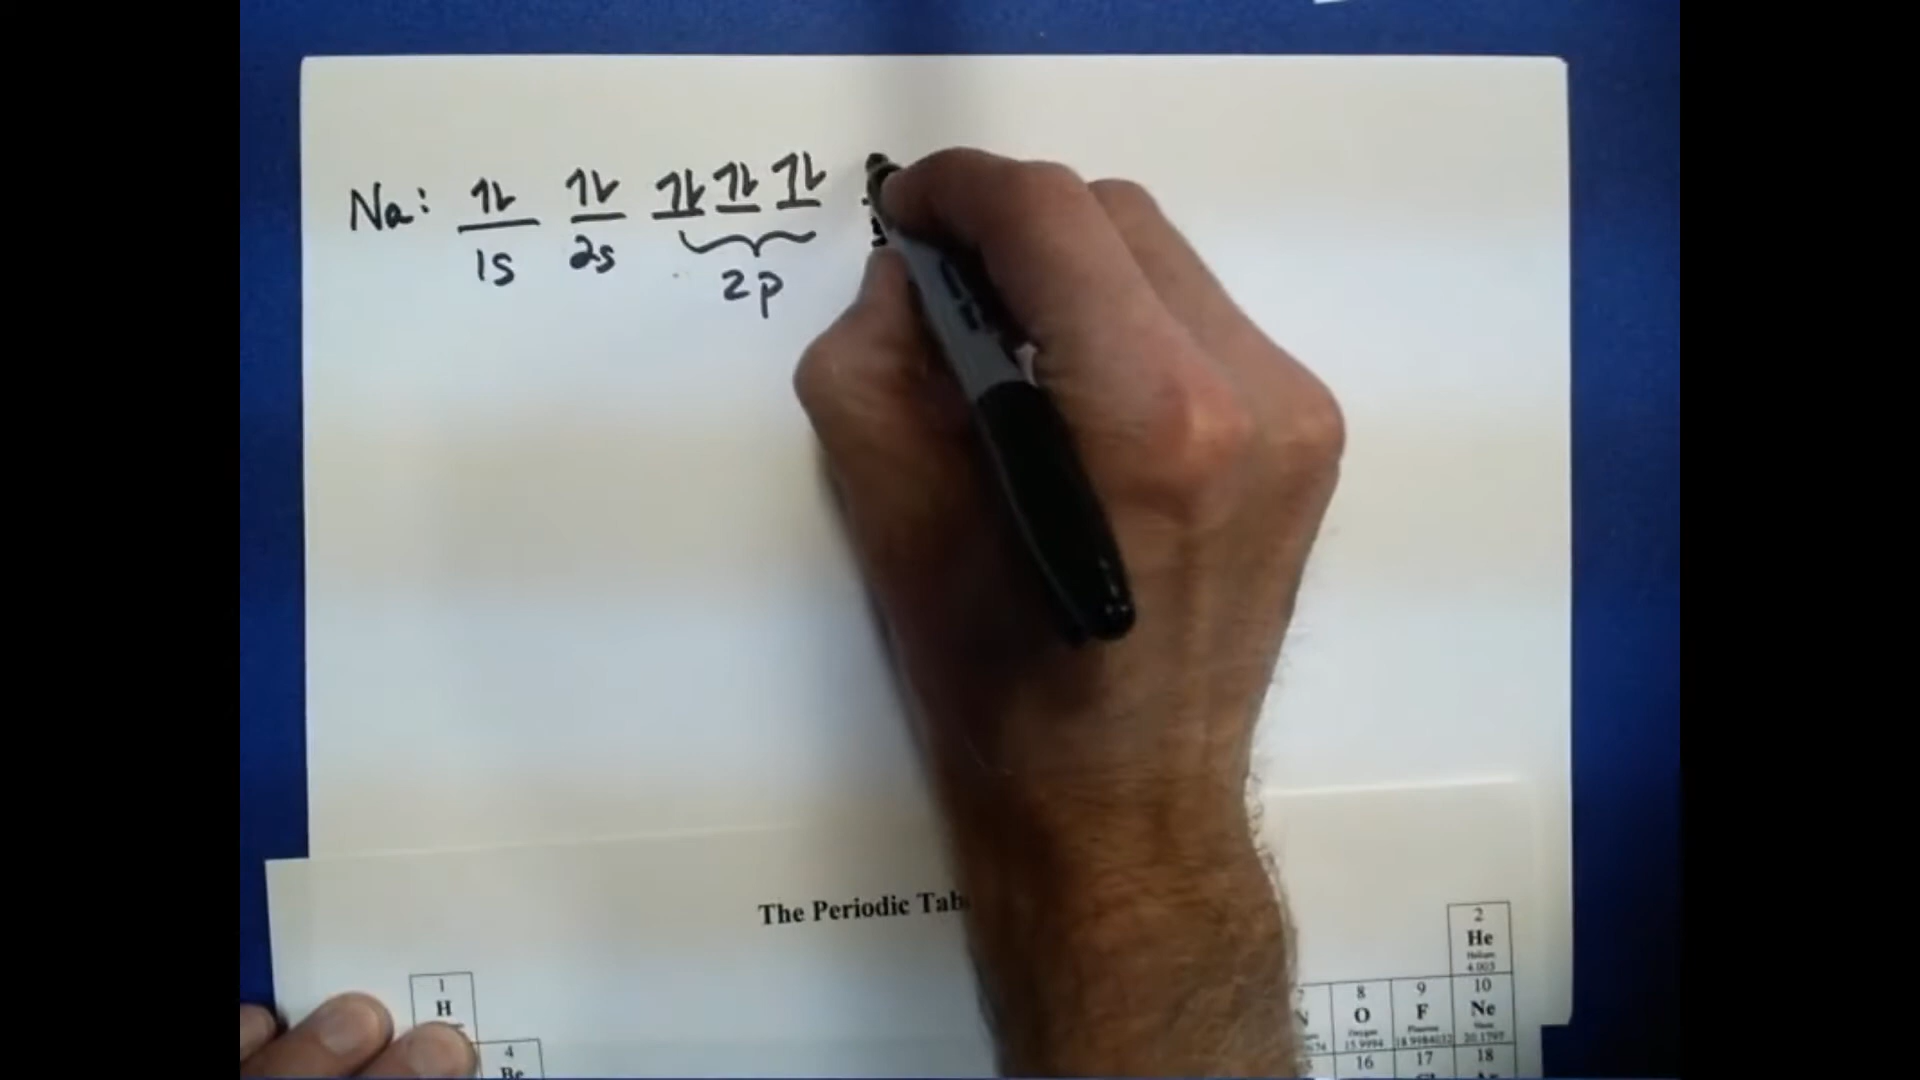 Na: 1s 2s 2p
The Periodic
2
He
Helium
4.003
1
H
8
O
Oxygen
15.9994
9
F
Fluorine
18.9984032
10
Ne
Neon
20.1797
4
Be
16
17
18